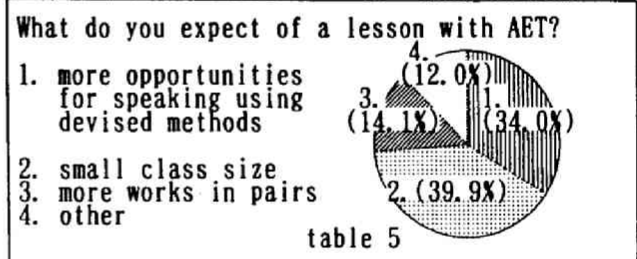 What do you expect of a lesson with AET?
1. more opportunities
for speaking using
devised methods
2. small class size
3. more works in pairs
4. other
4.
(12.0%)
1.
(34.0%)
3.
(14.1%)
2. (39.9%)
table 5